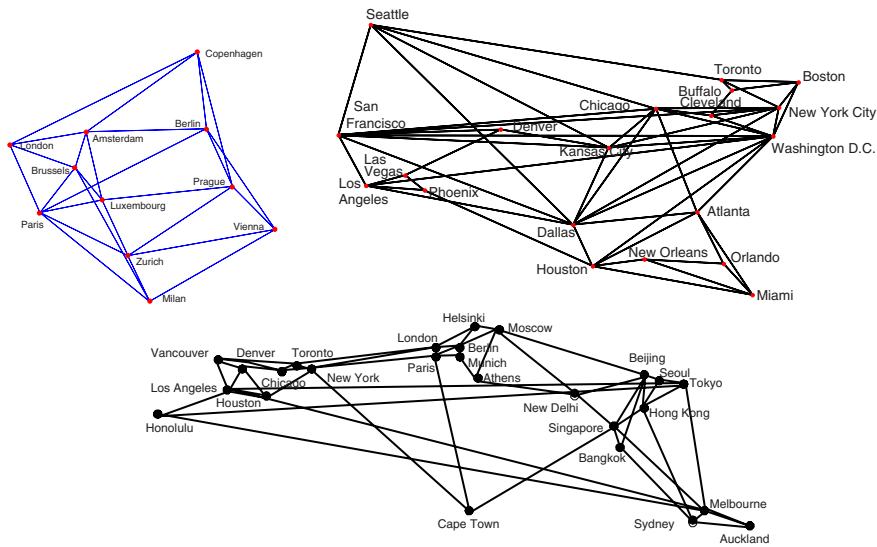 Copenhagen
London
Amsterdam
Berlin
Brussels
Luxembourg
Prague
Paris
Vienna
Zurich
Milan
Seattle
Toronto
Boston
Buffalo
Chicago
Cleveland
New York City
San
Francisco
Denver
Kansas City
Washington D.C.
Las
Vegas
Los
Angeles
Phoenix
Dallas
Atlanta
New Orleans
Orlando
Houston
Miami
Helsinki
Moscow
Vancouver
Denver
Toronto
London
Berlin
Beijing
Chicago
New York
Paris
Munich
Seoul
Los Angeles
Athens
Tokyo
Houston
New Delhi
Hong Kong
Honolulu
Singapore
Bangkok
Cape Town
Melbourne
Sydney
Auckland